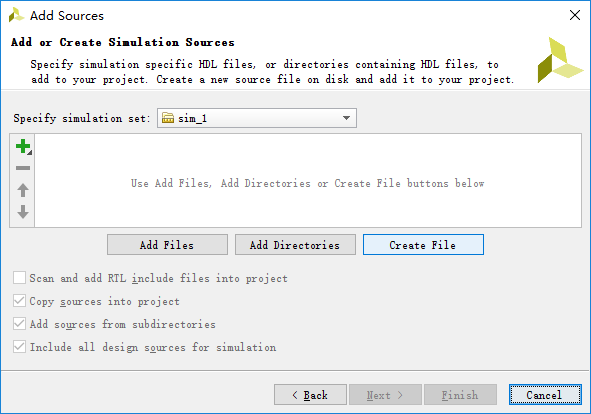 Add Sources
Add or Create Simulation Sources
Specify simulation specific HDL files, or directories containing HDL files, to
add to your project. Create a new source file on disk and add it to your project.
Specify simulation set: sim_1
Use Add Files, Add Directories or Create File buttons below
Add Files Add Directories Create File
Scan and add RTL include files into project
Copy sources into project
Add sources from subdirectories
Include all design sources for simulation
< Back Next > Finish Cancel